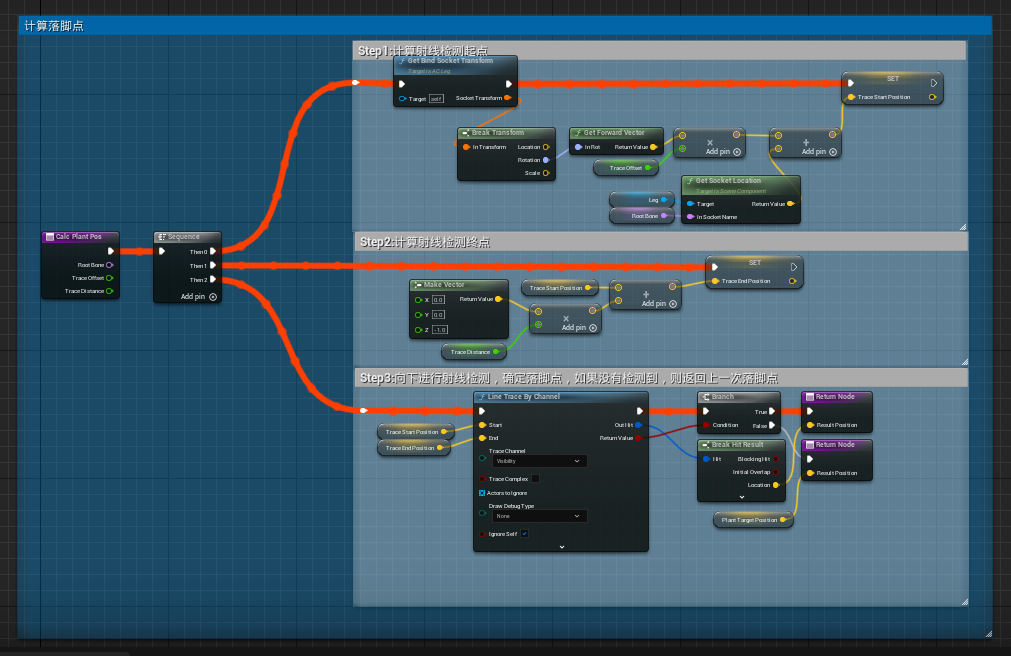 计算落脚点
Step1:计算射线检测起点
Get Bind Socket Transform
Target is AC Leg
Target self
Socket Transform
SET
Trace Start Position
Break Transform
In Transform
Location
Rotation
Scale
Get Forward Vector
In Rot
Return Value
Trace Offset
×
Add pin
+
Add pin
Get Socket Location
Target is Scene Component
Target
Return Value
In Socket Name
Leg
Root Bone
Calc Plant Pos
Root Bone
Trace Offset
Trace Distance
Sequence
Then 0
Then 1
Then 2
Add pin
Step2:计算射线检测终点
SET
Trace End Position
Make Vector
X 0.0
Return Value
Y 0.0
Z -1.0
Trace Start Position
+
Add pin
×
Add pin
Trace Distance
Step3:向下进行射线检测，确定落脚点，如果没有检测到，则返回上一次落脚点
Line Trace By Channel
Start
Out Hit
End
Return Value
Trace Channel
Visibility
Trace Complex
Actors to Ignore
Draw Debug Type
None
Ignore Self
Trace Start Position
Trace End Position
Branch
True
Condition
False
Return Node
Result Position
Break Hit Result
Hit
Blocking Hit
Initial Overlap
Location
Return Node
Result Position
Plant Target Position